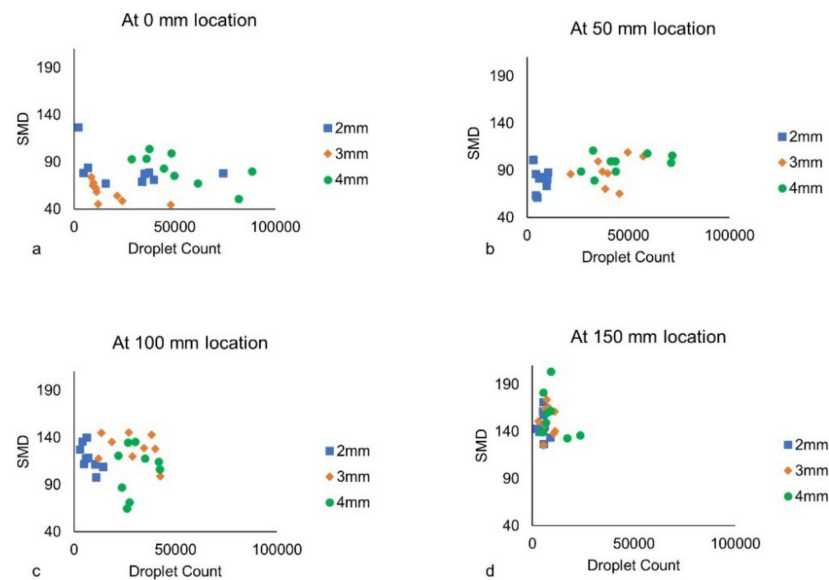 At 0 mm location
190
140
90
40
SMD
0
50000
100000
Droplet Count
2mm
3mm
4mm
a
At 50 mm location
190
140
90
40
SMD
0
50000
100000
Droplet Count
2mm
3mm
4mm
b
At 100 mm location
190
140
90
40
SMD
0
50000
100000
Droplet Count
2mm
3mm
4mm
c
At 150 mm location
190
140
90
40
SMD
0
50000
100000
Droplet Count
2mm
3mm
4mm
d